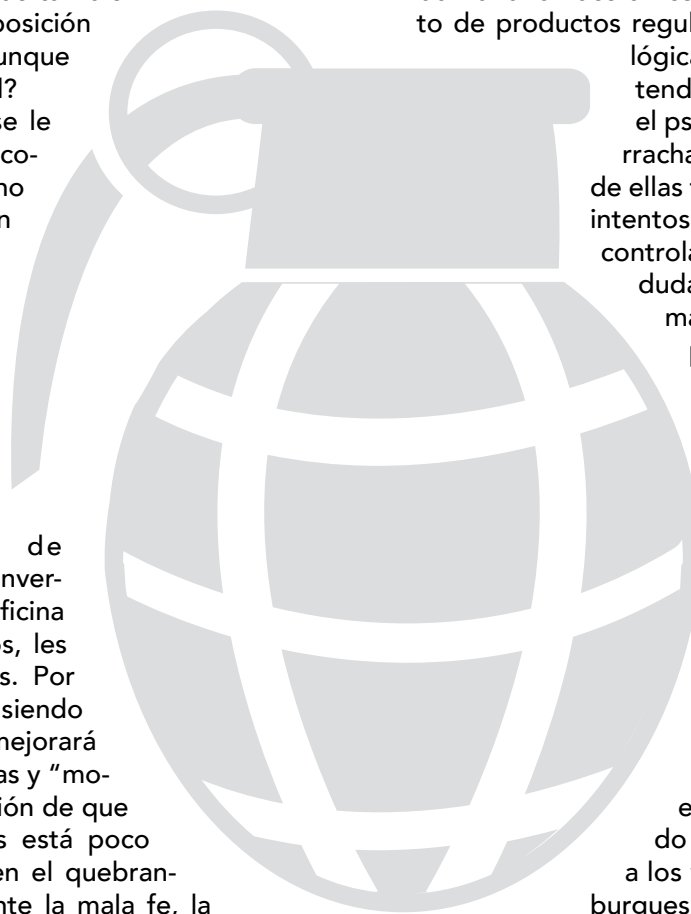 posición
unque
l?
se le
co-
no
n
de
nver-
ficina
s, les
s. Por
siendo
mejorará
as y “mo-
ión de que
s está poco
en el quebran-
nte la mala fe, la
to de productos regul
lógica
tend
el ps
rracha
de ellas
intentos
controla
duda
ma
e
do
a los
burgues